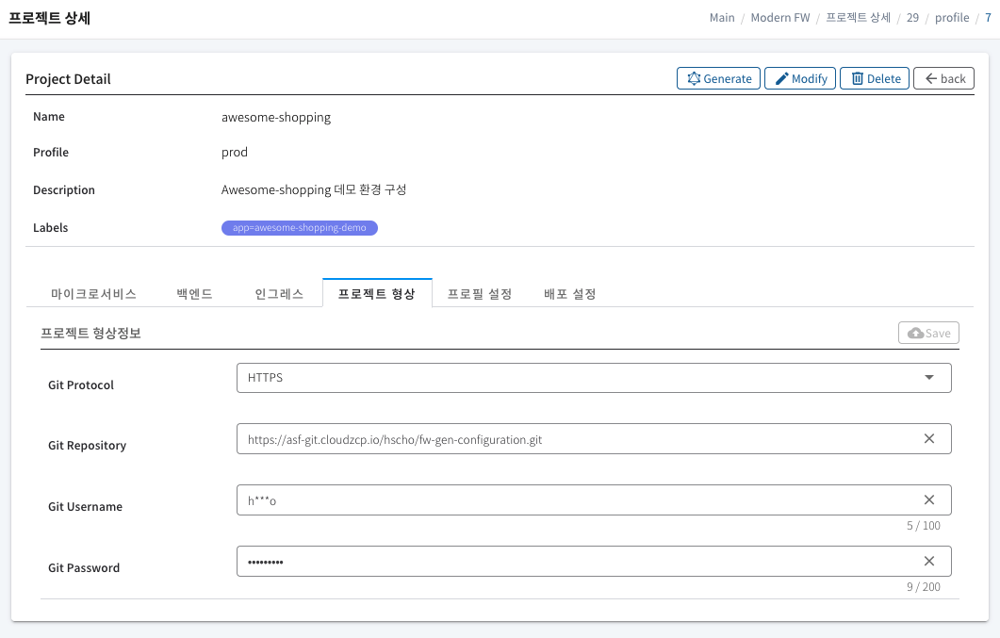 프로젝트 상세
Main / Modern FW / 프로젝트 상세 / 29 / profile / 7
Project Detail
Generate Modify Delete back
Name awesome-shopping
Profile prod
Description Awesome-shopping 데모 환경 구성
Labels app=awesome-shopping-demo
마이크로서비스 백엔드 인그레스 프로젝트 형상 프로필 설정 배포 설정
프로젝트 형상정보 Save
Git Protocol HTTPS
Git Repository https://asf-git.cloudzcp.io/hscho/fw-gen-configuration.git
Git Username h***o
5 / 100
Git Password •••••••••
9 / 200